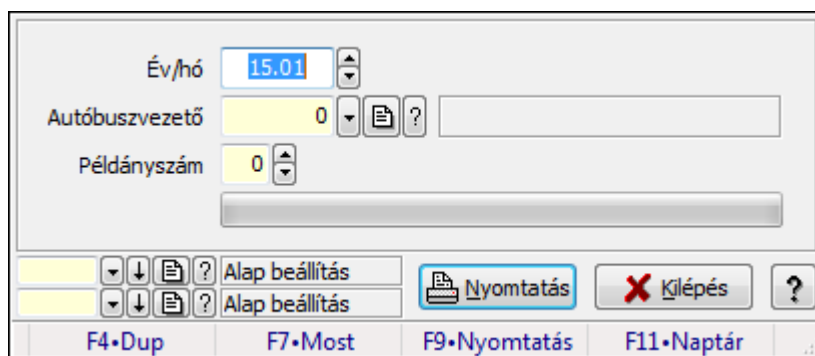 Év/hó 15.01
Autóbuszvezető 0 ?
Példányszám 0
? Alap beállítás
? Alap beállítás
Nyomtatás Kilépés ?
F4•Dup F7•Most F9•Nyomtatás F11•Naptár